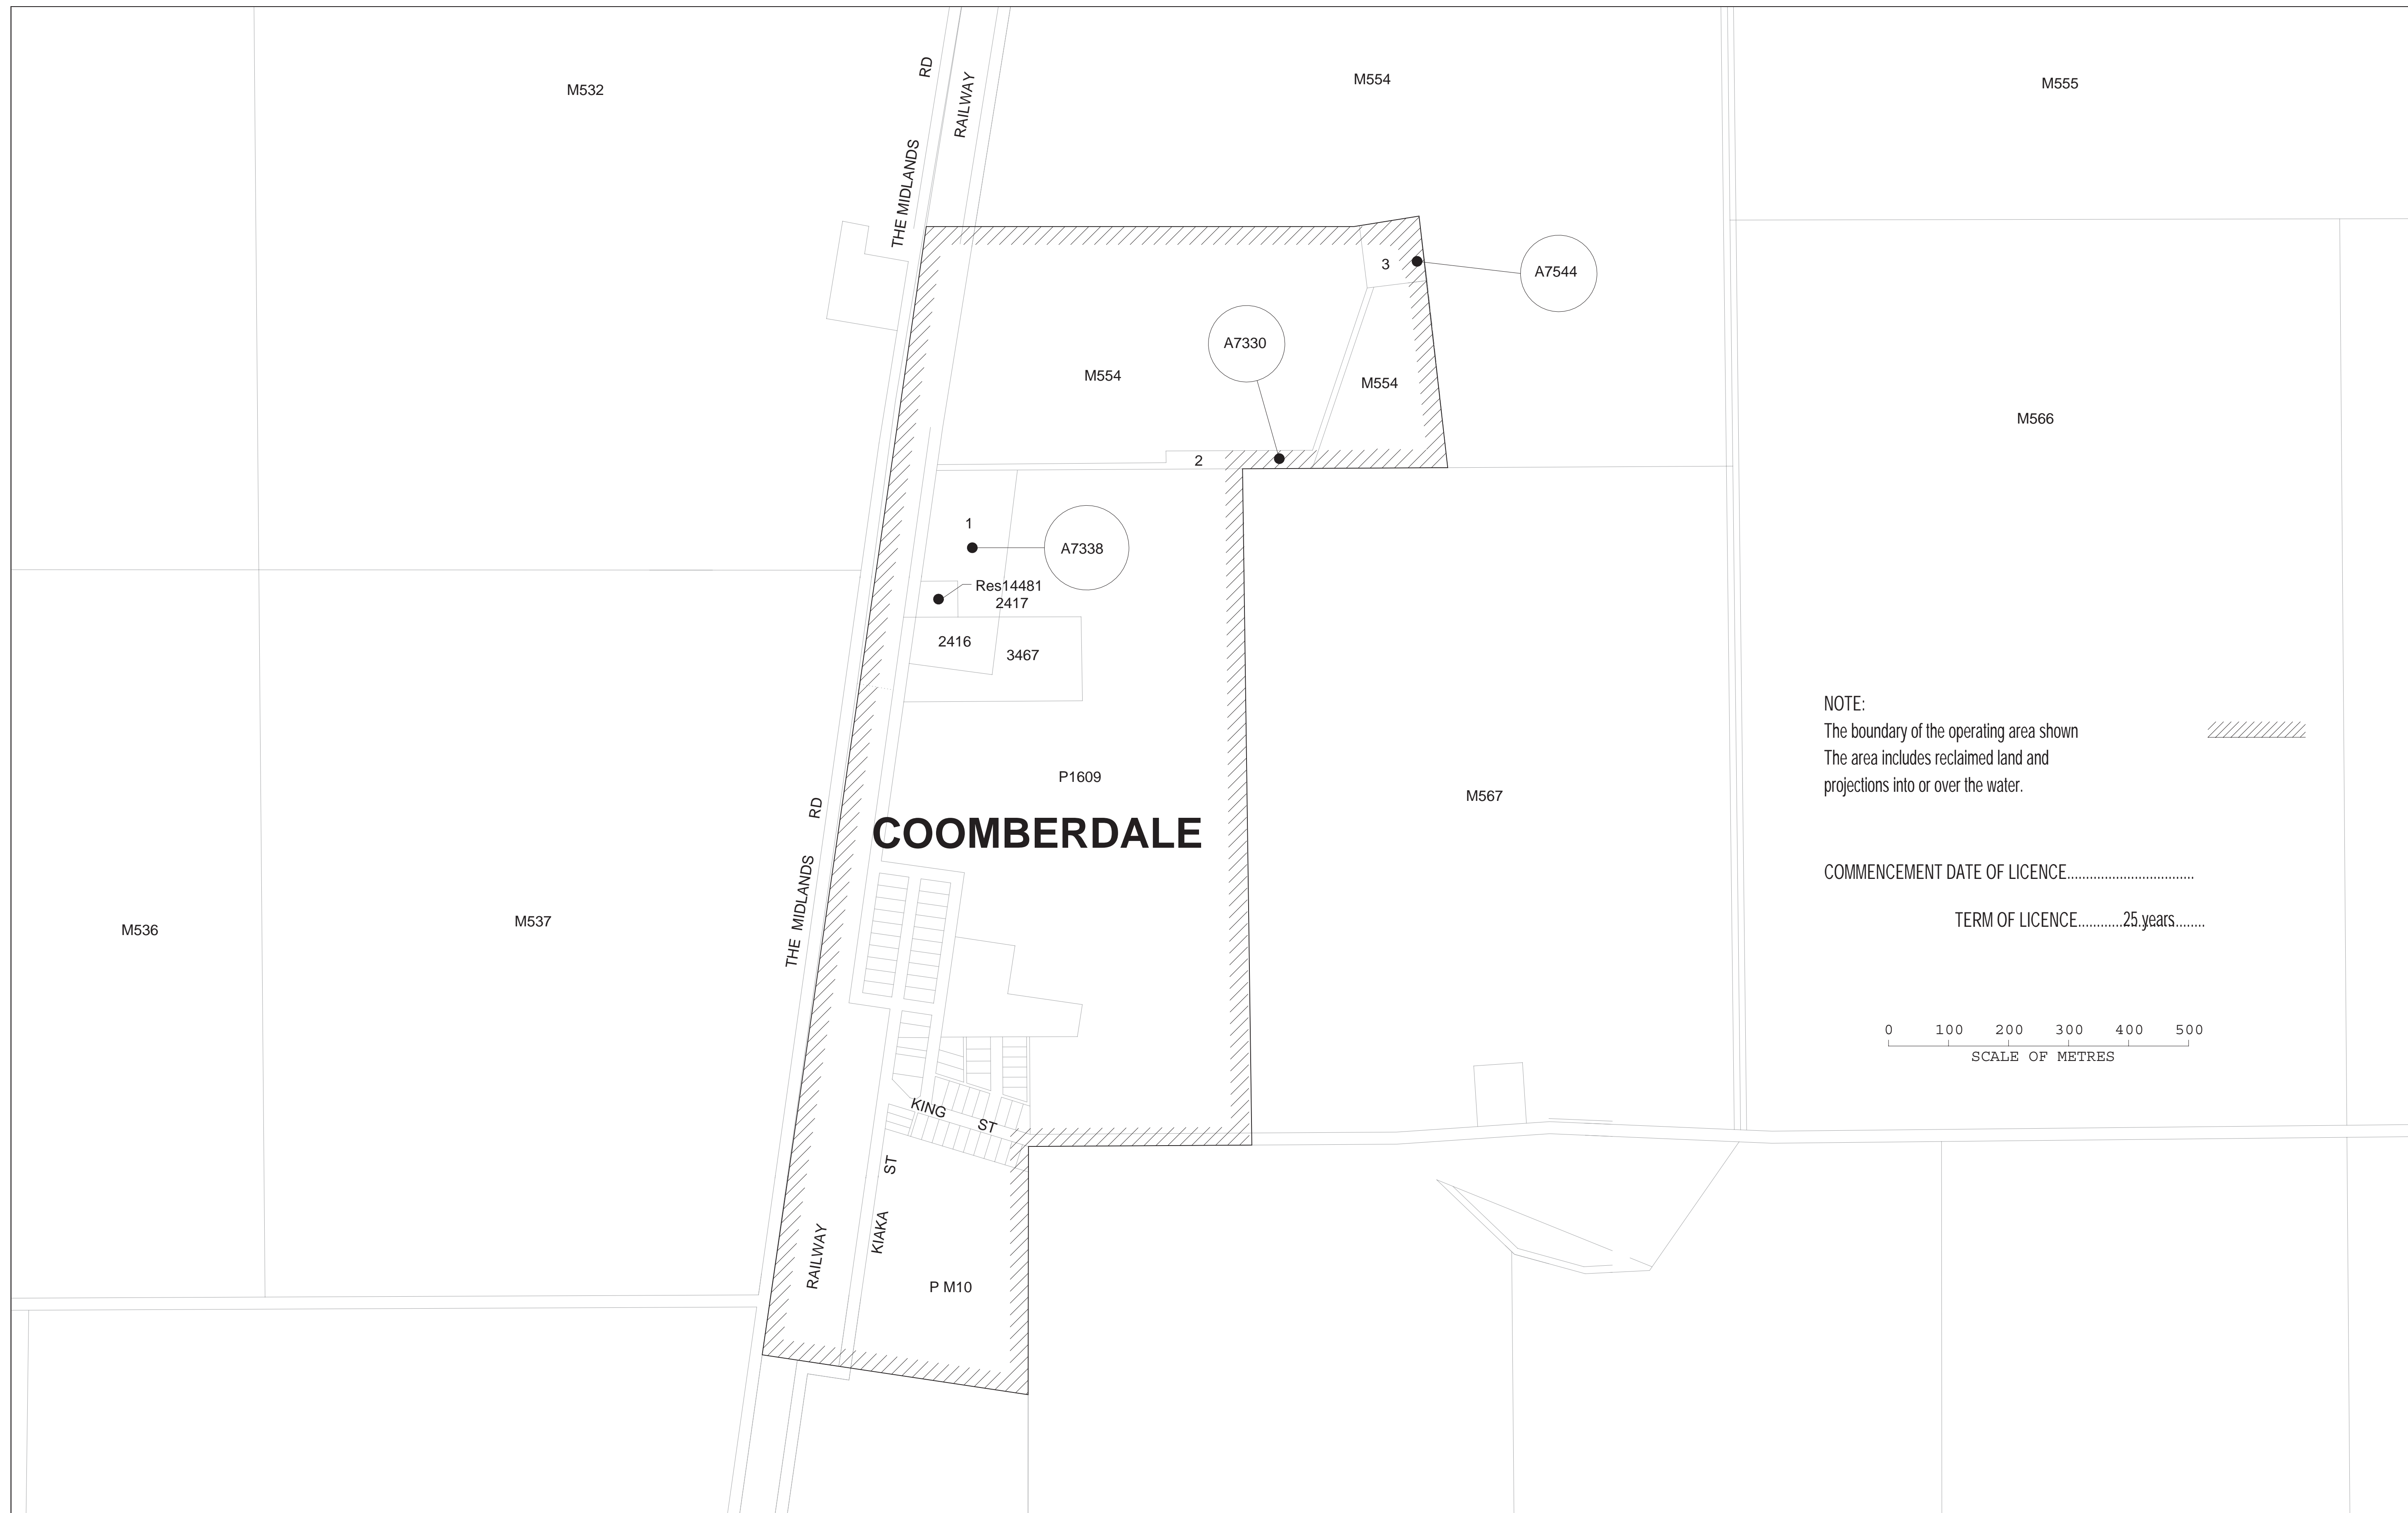 M532
THE MIDLANDS RD
RAILWAY
M554
M555
3
A7544
A7330
M554
M554
M566
2
1
A7338
Res14481
2417
2416
3467
NOTE:
The boundary of the operating area shown
The area includes reclaimed land and
projections into or over the water.
P1609
M567
COOMBERDALE
THE MIDLANDS RD
COMMENCEMENT DATE OF LICENCE..................................
TERM OF LICENCE............25 years........
M536
M537
0 100 200 300 400 500
SCALE OF METRES
KING ST
KIAKA ST
RAILWAY
P M10